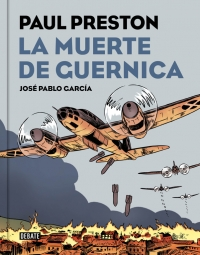 PAUL PRESTON
LA MUERTE
DE GUERNICA
JOSÉ PABLO GARCÍA
DEBATE